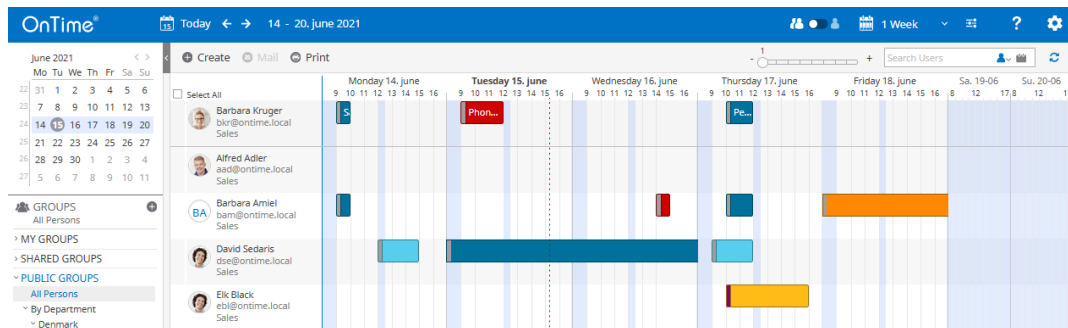 OnTime®
15 Today ← → 14 - 20. june 2021
1 Week
?
June 2021 < >
Mo Tu We Th Fr Sa Su
22 31 1 2 3 4 5 6
23 7 8 9 10 11 12 13
24 14 15 16 17 18 19 20
25 21 22 23 24 25 26 27
26 28 29 30 1 2 3 4
27 5 6 7 8 9 10 11
GROUPS
All Persons
MY GROUPS
SHARED GROUPS
PUBLIC GROUPS
All Persons
By Department
Denmark
Create Mail Print
1
- +
Search Users
Monday 14. june Tuesday 15. june Wednesday 16. june Thursday 17. june Friday 18. june Sa. 19-06 Su. 20-06
Select All
9 10 11 12 13 14 15 16 9 10 11 12 13 14 15 16 9 10 11 12 13 14 15 16 9 10 11 12 13 14 15 16 9 10 11 12 13 14 15 16 8 12 17 8 12 1
Barbara Kruger
bkr@ontime.local
Sales
S
Phon...
Pe...
Alfred Adler
aad@ontime.local
Sales
BA
Barbara Amiel
bam@ontime.local
Sales
David Sedaris
dse@ontime.local
Sales
Elk Black
ebl@ontime.local
Sales